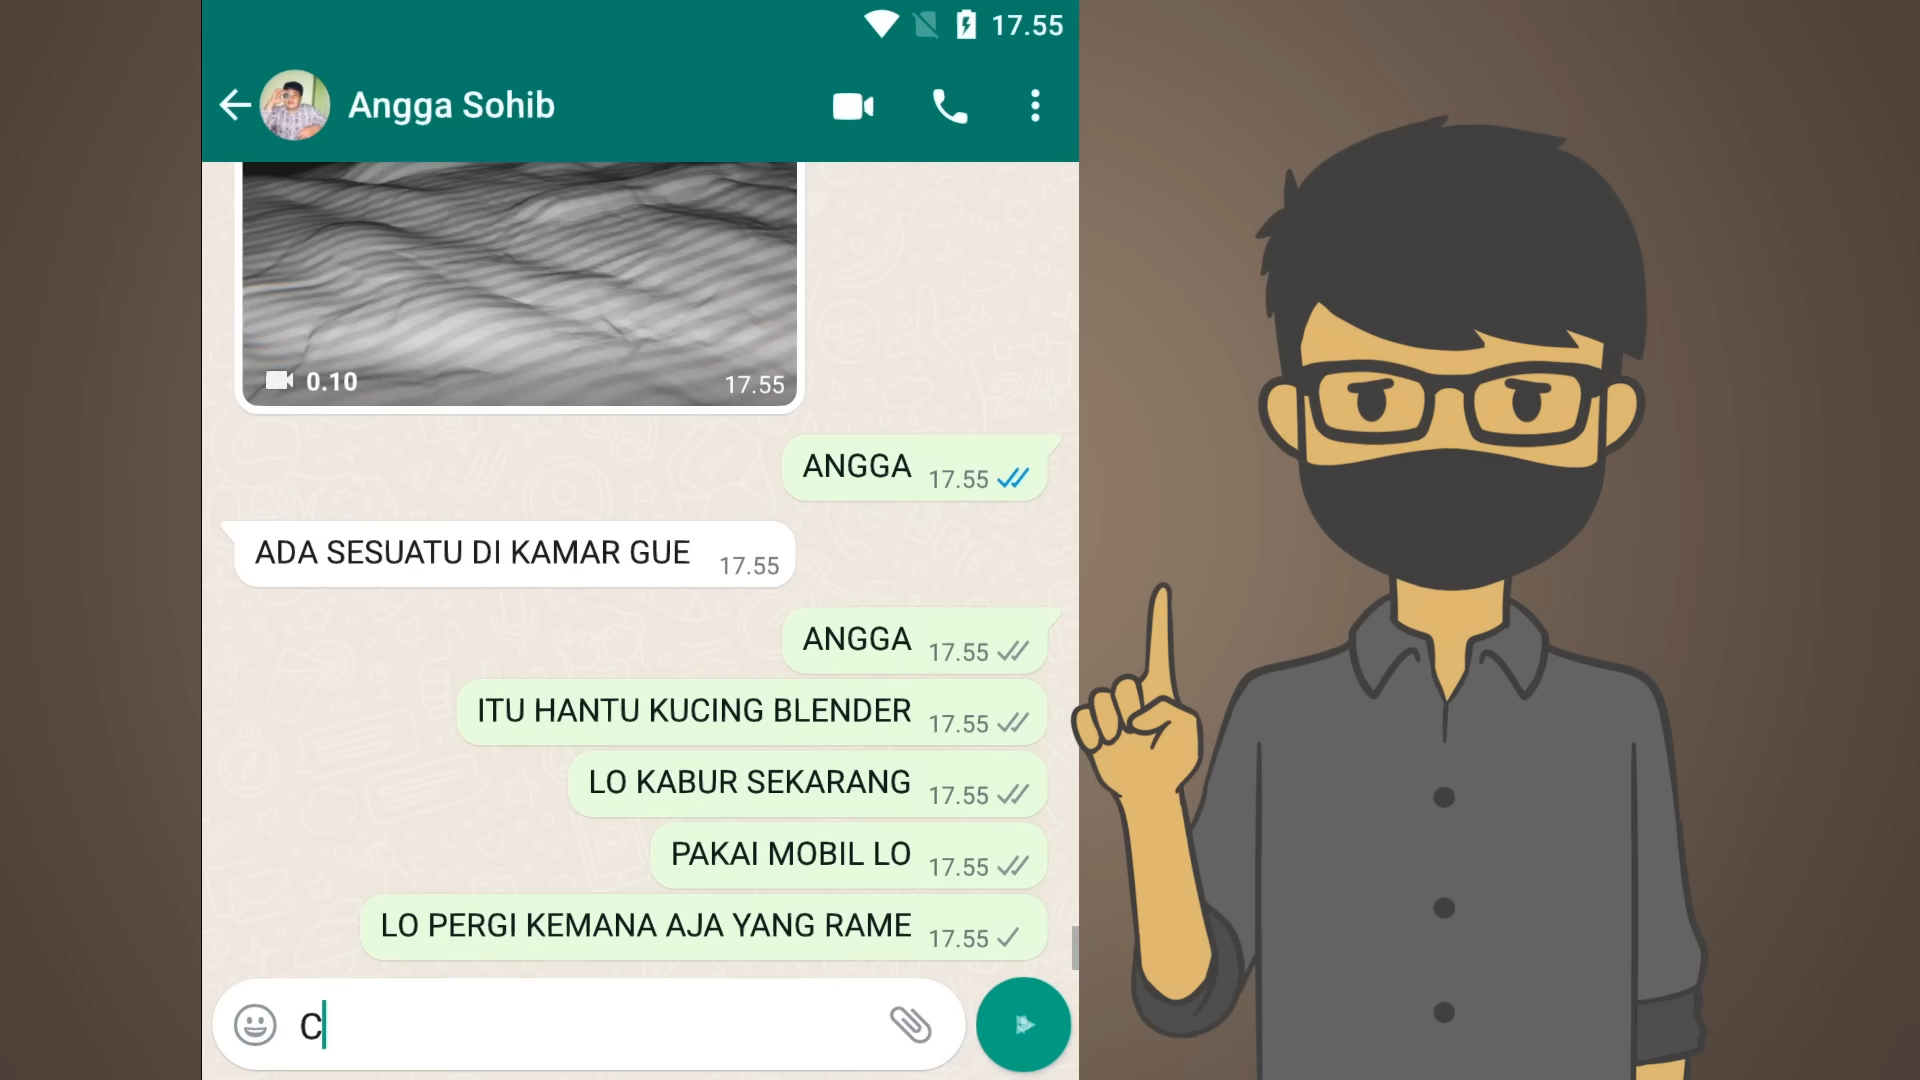 17.55
Angga Sohib
0.10
17.55
ANGGA 17.55
ADA SESUATU DI KAMAR GUE 17.55
ANGGA 17.55
ITU HANTU KUCING BLENDER 17.55
LO KABUR SEKARANG 17.55
PAKAI MOBIL LO 17.55
LO PERGI KEMANA AJA YANG RAME 17.55
C